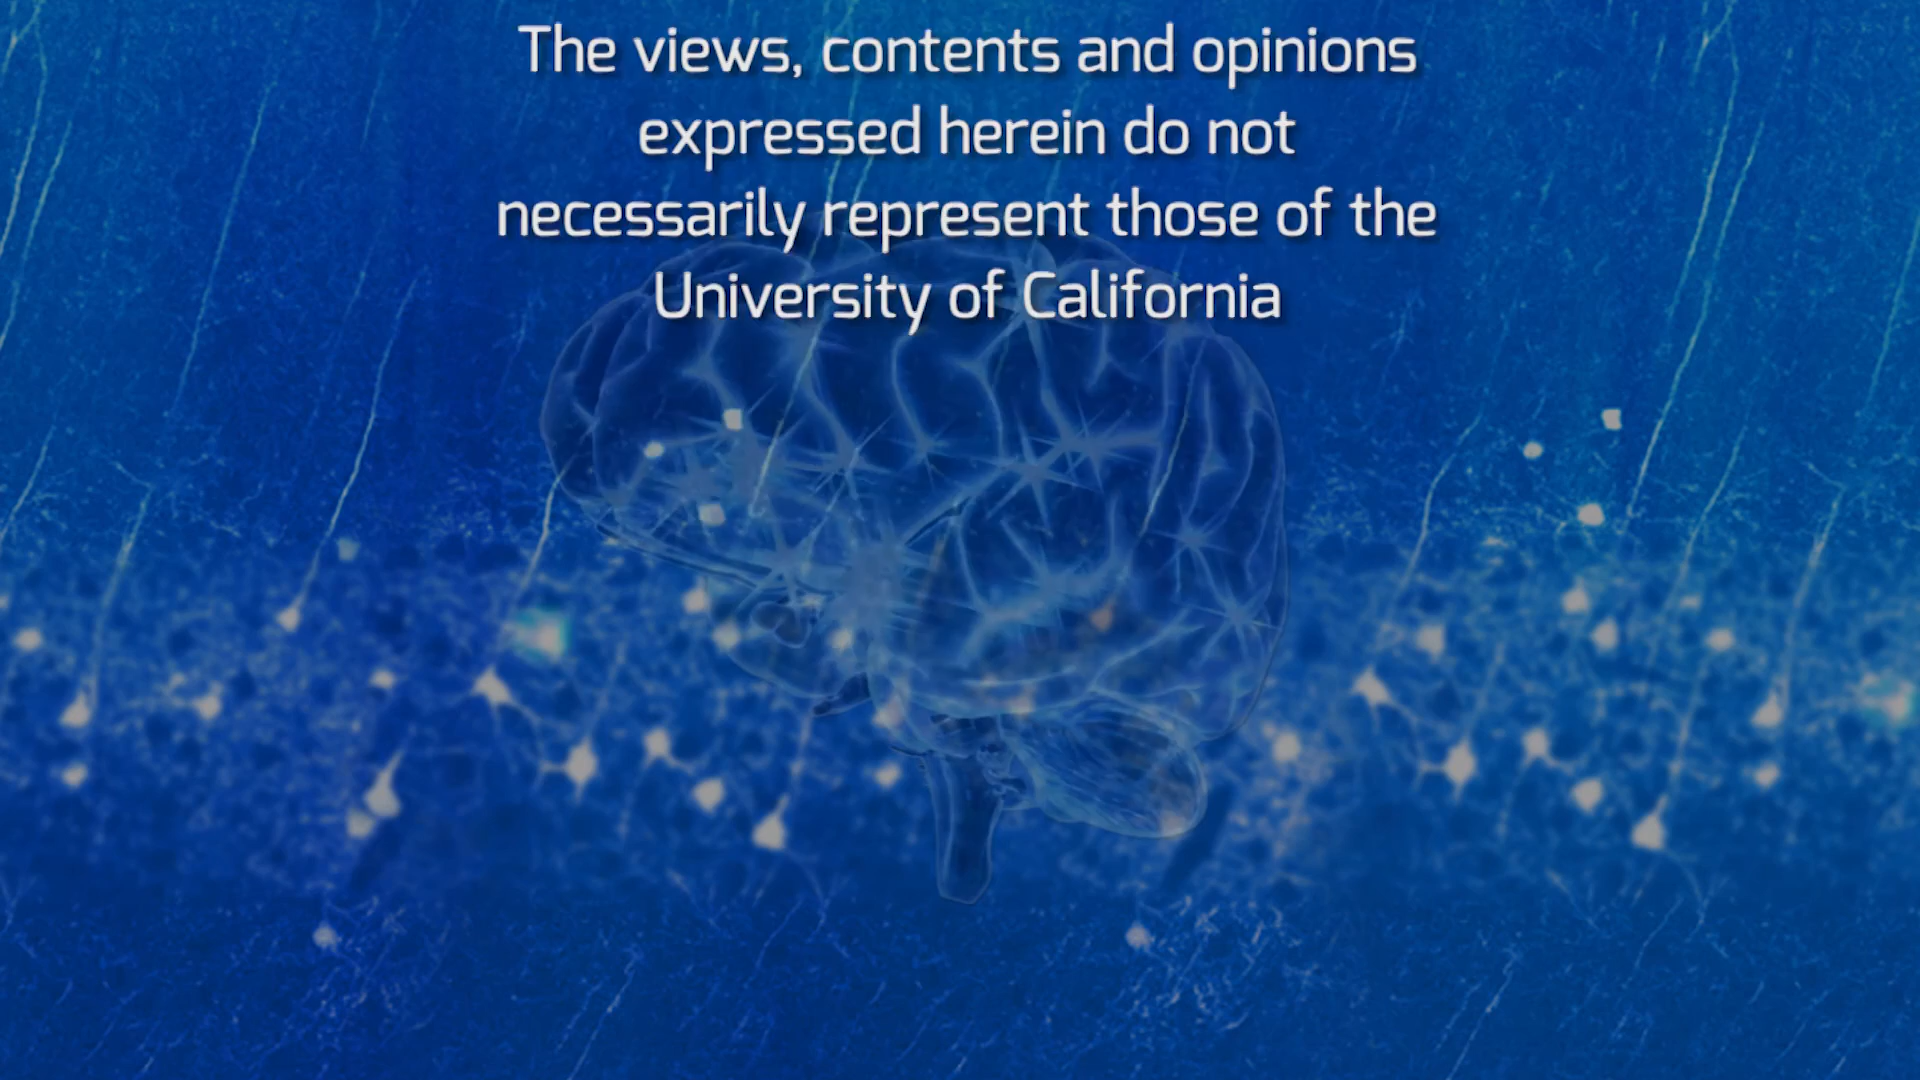 The views, contents and opinions
expressed herein do not
necessarily represent those of the
University of California